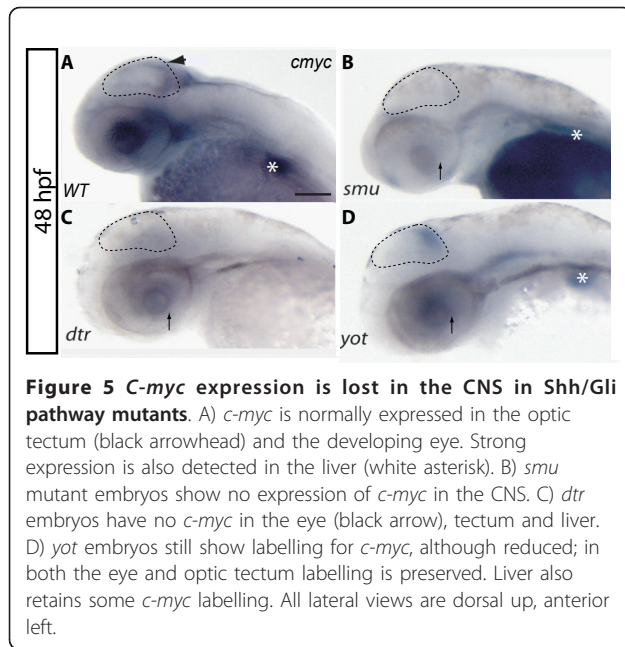 A
cmyc
B
*
WT
*
smu
48 hpf
C
D
*
dtr
yot
Figure 5 C-myc expression is lost in the CNS in Shh/Gli
pathway mutants. A) c-myc is normally expressed in the optic
tectum (black arrowhead) and the developing eye. Strong
expression is also detected in the liver (white asterisk). B) smu
mutant embryos show no expression of c-myc in the CNS. C) dtr
embryos have no c-myc in the eye (black arrow), tectum and liver.
D) yot embryos still show labelling for c-myc, although reduced; in
both the eye and optic tectum labelling is preserved. Liver also
retains some c-myc labelling. All lateral views are dorsal up, anterior
left.